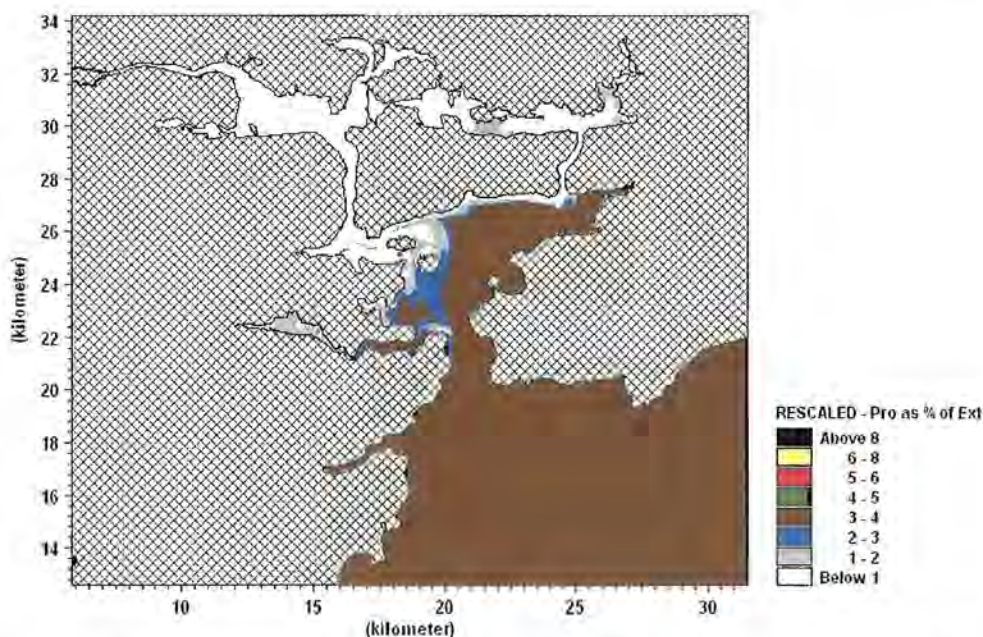 34
32
30
28
26
24
22
20
18
16
14
(kilometer)
10 15 20 25 30
(kilometer)
RESCALED - Pro as % of Ext
Above 8
6 - 8
5 - 6
4 - 5
3 - 4
2 - 3
1 - 2
Below 1